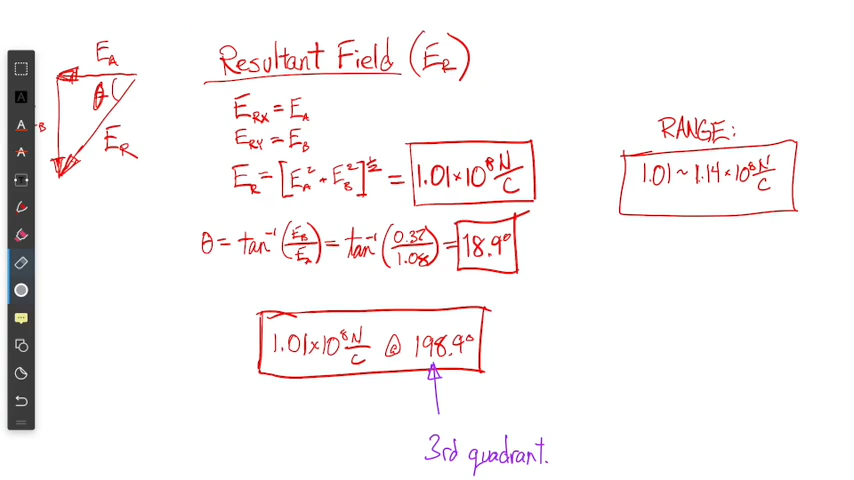 E_A
θ
B
E_R
Resultant Field (E_R)
E_RX = E_A
E_RY = E_B
E_R = [E_A² + E_B²]^½ = 1.01 × 10⁸ N/C
θ = tan⁻¹(E_B/E_A) = tan⁻¹(0.37/1.08) = 18.9°
1.01 × 10⁸ N/C @ 198.9°
3rd quadrant.
RANGE:
1.01 ~ 1.14 × 10⁸ N/C